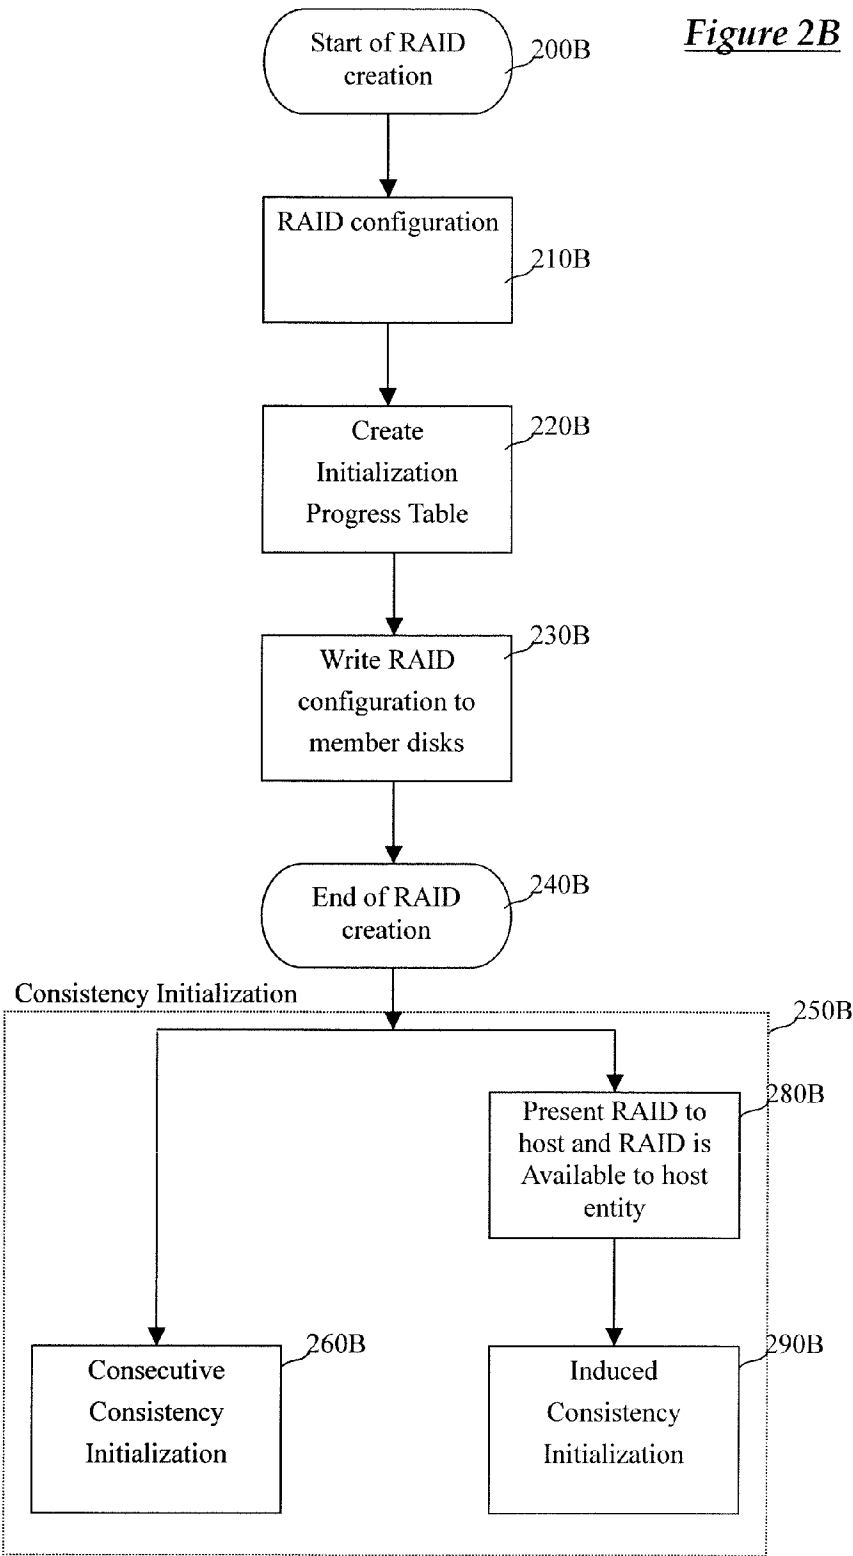 Figure 2B
Start of RAID
creation
200B
RAID configuration
210B
Create
Initialization
Progress Table
220B
Write RAID
configuration to
member disks
230B
End of RAID
creation
240B
Consistency Initialization
250B
Present RAID to
host and RAID is
Available to host
entity
280B
Consecutive
Consistency
Initialization
260B
Induced
Consistency
Initialization
290B